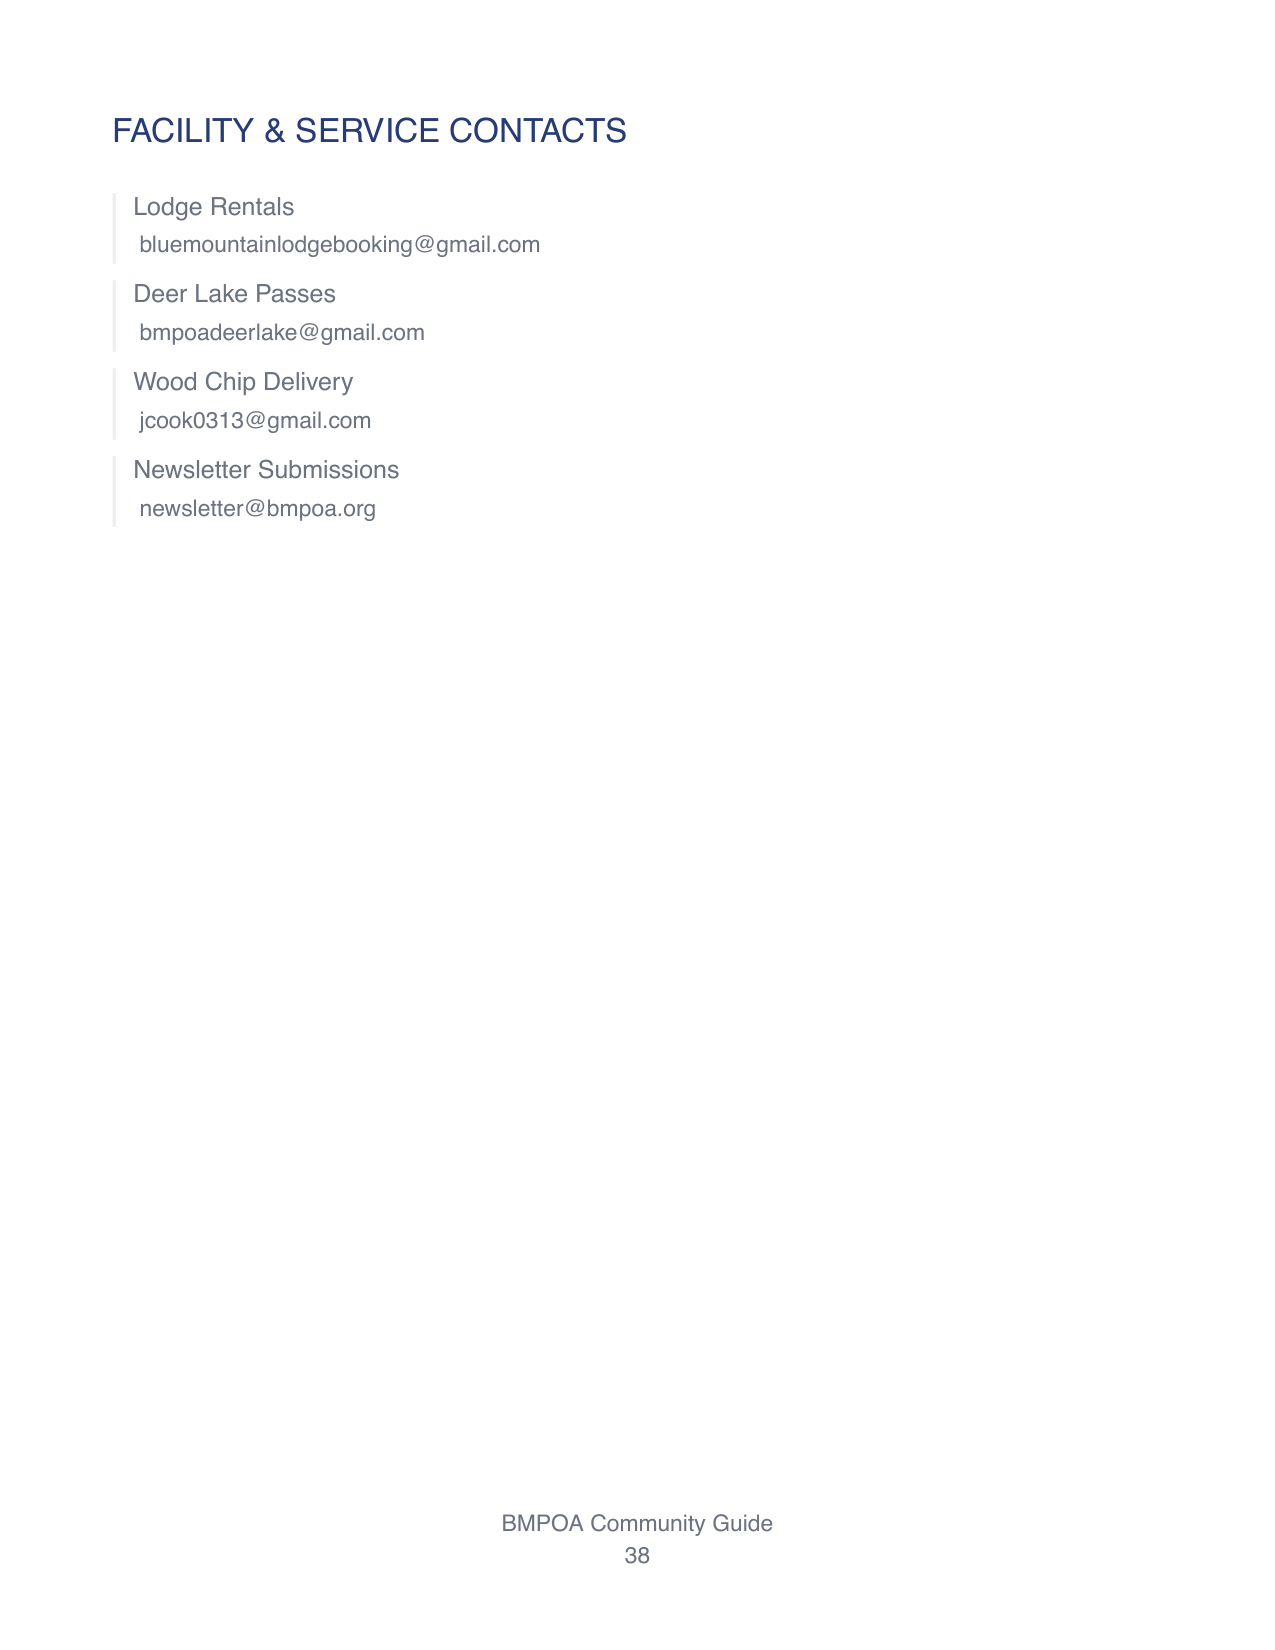 FACILITY & SERVICE CONTACTS
Lodge Rentals
bluemountainlodgebooking@gmail.com
Deer Lake Passes
bmpoadeerlake@gmail.com
Wood Chip Delivery
jcook0313@gmail.com
Newsletter Submissions
newsletter@bmpoa.org
BMPOA Community Guide
38